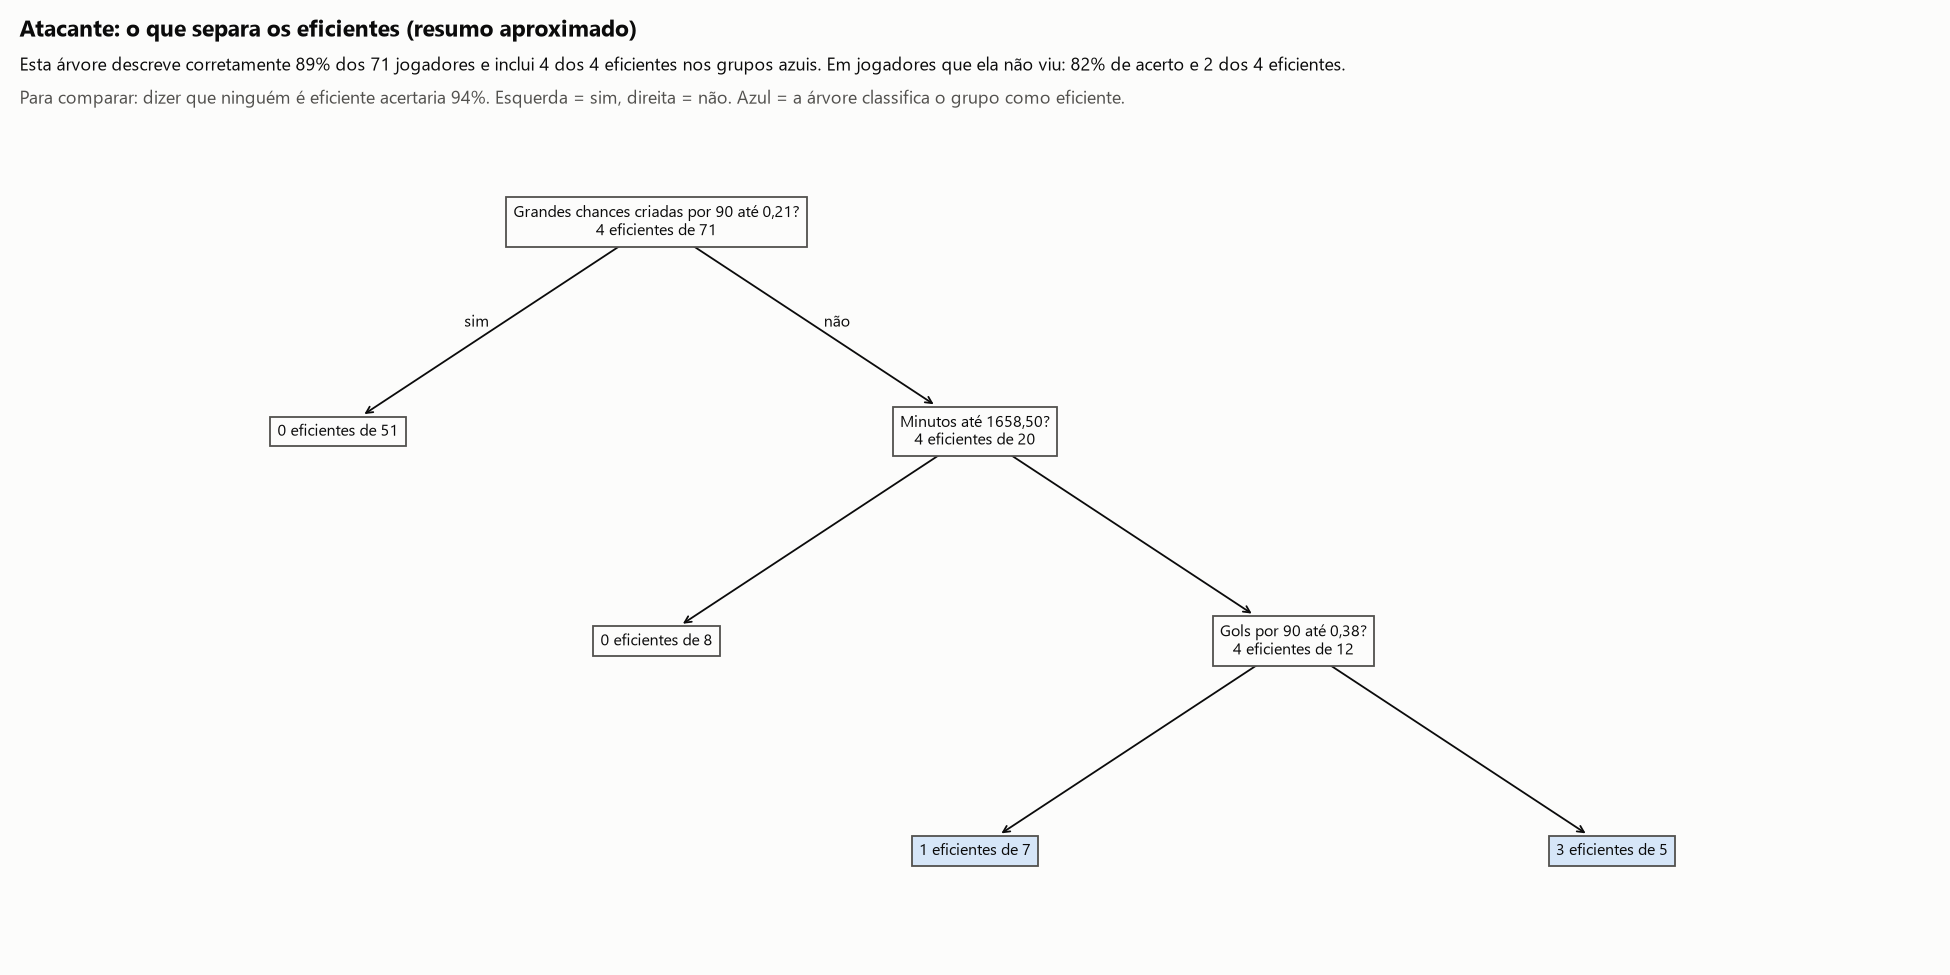 Atacante: o que separa os eficientes (resumo aproximado)
Esta árvore descreve corretamente 89% dos 71 jogadores e inclui 4 dos 4 eficientes nos grupos azuis. Em jogadores que ela não viu: 82% de acerto e 2 dos 4 eficientes.
Para comparar: dizer que ninguém é eficiente acertaria 94%. Esquerda = sim, direita = não. Azul = a árvore classifica o grupo como eficiente.
Grandes chances criadas por 90 até 0,21?
4 eficientes de 71
sim
não
0 eficientes de 51
Minutos até 1658,50?
4 eficientes de 20
0 eficientes de 8
Gols por 90 até 0,38?
4 eficientes de 12
1 eficientes de 7
3 eficientes de 5